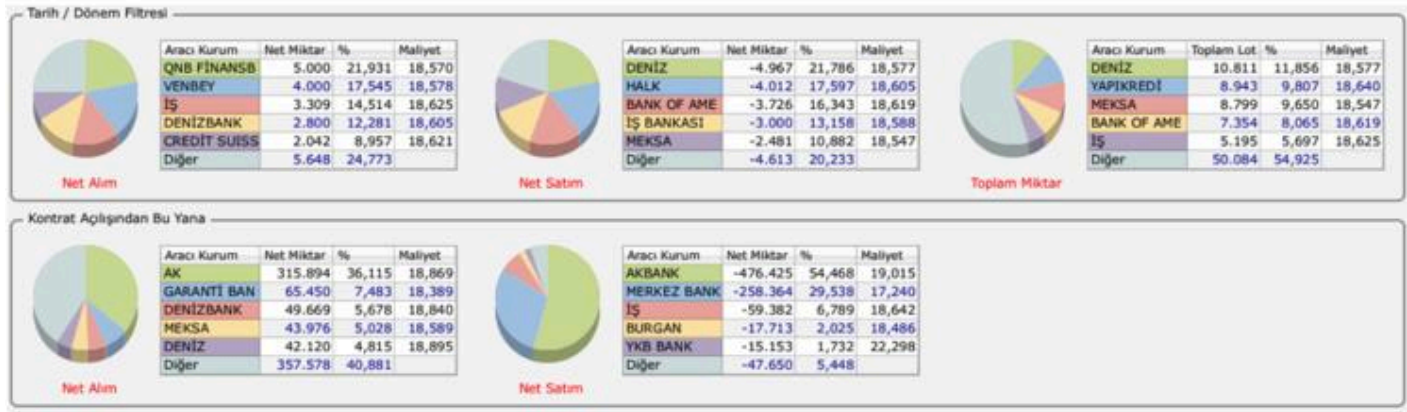 Tarih / Dönem Filtresi
Aracı Kurum Net Miktar % Maliyet
QNB FİNANSB 5.000 21,931 18,570
VENBEY 4.000 17,545 18,578
İŞ 3.309 14,514 18,625
DENİZBANK 2.800 12,281 18,605
CREDİT SUISS 2.042 8,957 18,621
Diğer 5.648 24,773
Net Alım
Aracı Kurum Net Miktar % Maliyet
DENİZ -4.967 21,786 18,577
HALK -4.012 17,597 18,605
BANK OF AME -3.726 16,343 18,619
İŞ BANKASI -3.000 13,158 18,588
MEKSA -2.481 10,882 18,547
Diğer -4.613 20,233
Net Satım
Aracı Kurum Toplam Lot % Maliyet
DENİZ 10.811 11,856 18,577
YAPIKREDİ 8.943 9,807 18,640
MEKSA 8.799 9,650 18,547
BANK OF AME 7.354 8,065 18,619
İŞ 5.195 5,697 18,625
Diğer 50.084 54,925
Toplam Miktar
Kontrat Açılışından Bu Yana
Aracı Kurum Net Miktar % Maliyet
AK 315.894 36,115 18,869
GARANTİ BAN 65.450 7,483 18,389
DENİZBANK 49.669 5,678 18,840
MEKSA 43.976 5,028 18,589
DENİZ 42.120 4,815 18,895
Diğer 357.578 40,881
Net Alım
Aracı Kurum Net Miktar % Maliyet
AKBANK -476.425 54,468 19,015
MERKEZ BANK -258.364 29,538 17,240
İŞ -59.382 6,789 18,642
BURGAN -17.713 2,025 18,486
YKB BANK -15.153 1,732 22,298
Diğer -47.650 5,448
Net Satım